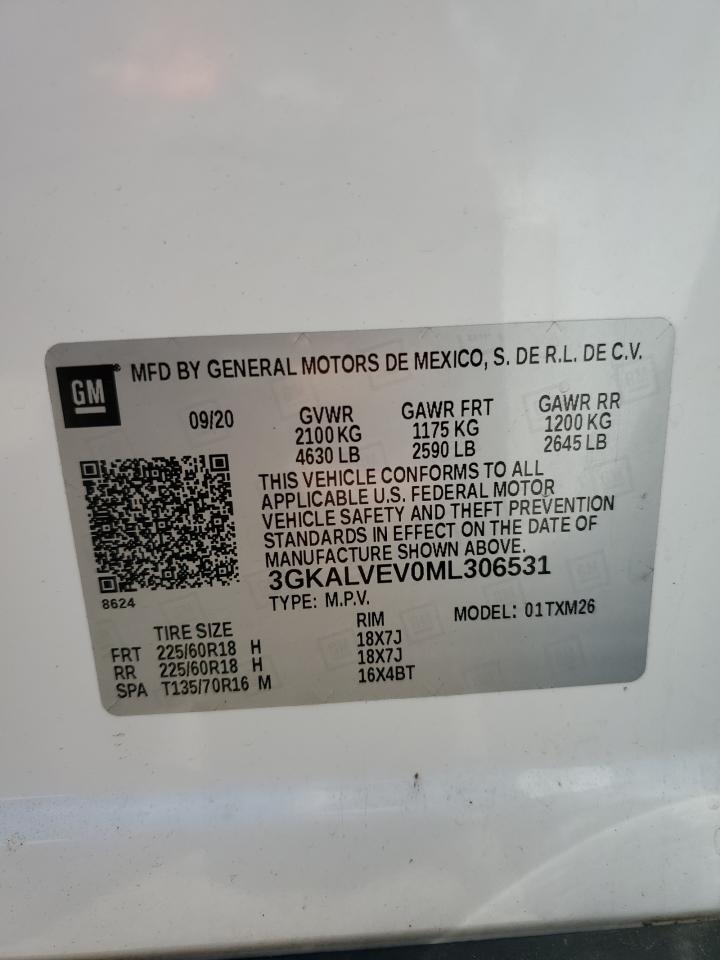 GM
MFD BY GENERAL MOTORS DE MEXICO, S. DE R.L. DE C.V.
09/20 GVWR GAWR FRT GAWR RR
2100 KG 1175 KG 1200 KG
4630 LB 2590 LB 2645 LB
THIS VEHICLE CONFORMS TO ALL
APPLICABLE U.S. FEDERAL MOTOR
VEHICLE SAFETY AND THEFT PREVENTION
STANDARDS IN EFFECT ON THE DATE OF
MANUFACTURE SHOWN ABOVE.
3GKALVEV0ML306531
8624
TYPE: M.P.V. MODEL: 01TXM26
TIRE SIZE RIM
FRT 225/60R18 H 18X7J
RR 225/60R18 H 18X7J
SPA T135/70R16 M 16X4BT